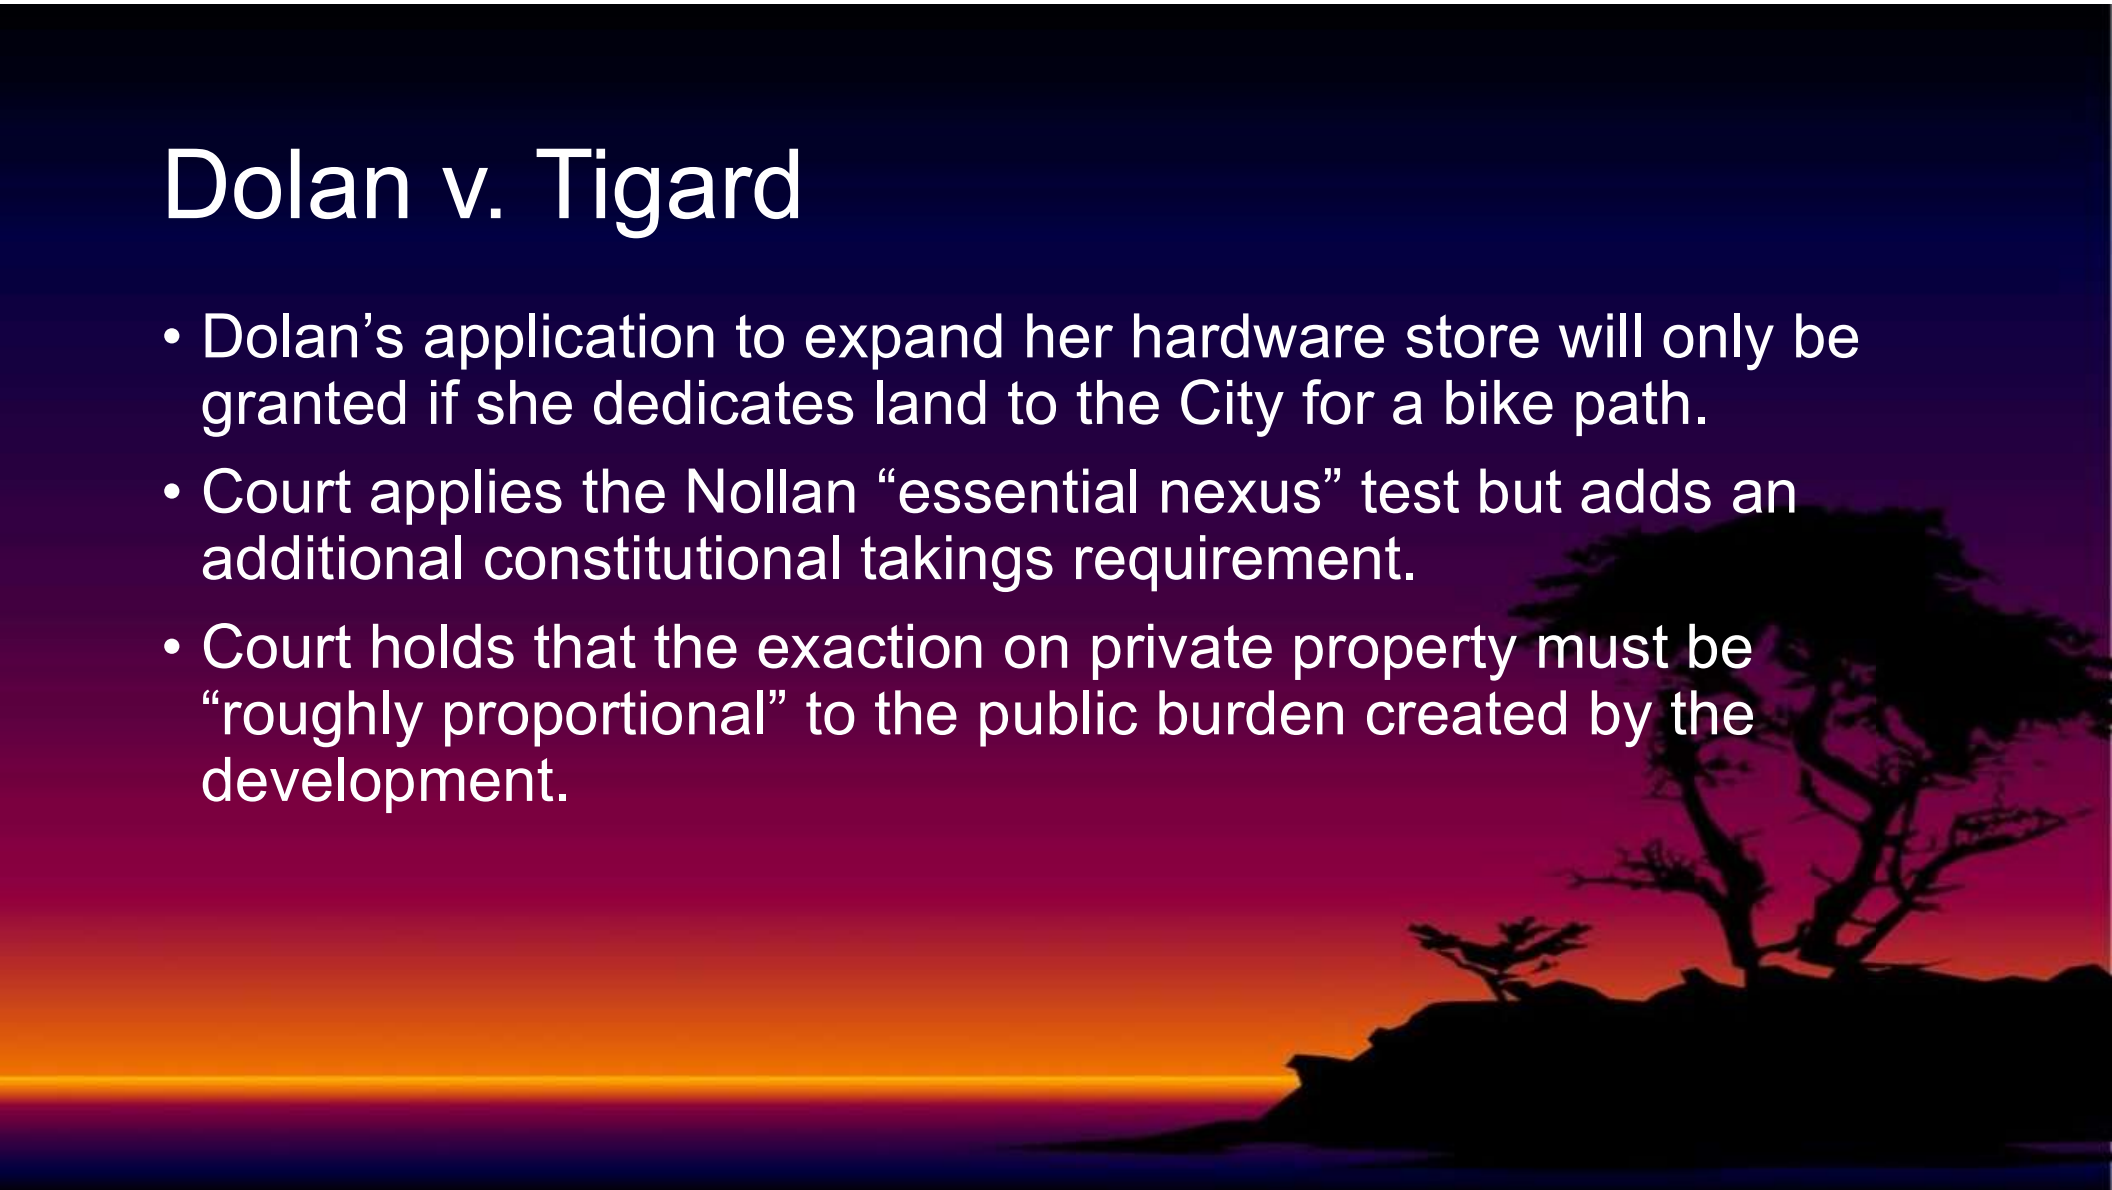 Dolan v. Tigard
• Dolan’s application to expand her hardware store will only be
granted if she dedicates land to the City for a bike path.
• Court applies the Nollan “essential nexus” test but adds an
additional constitutional takings requirement.
• Court holds that the exaction on private property must be
“roughly proportional” to the public burden created by the
development.